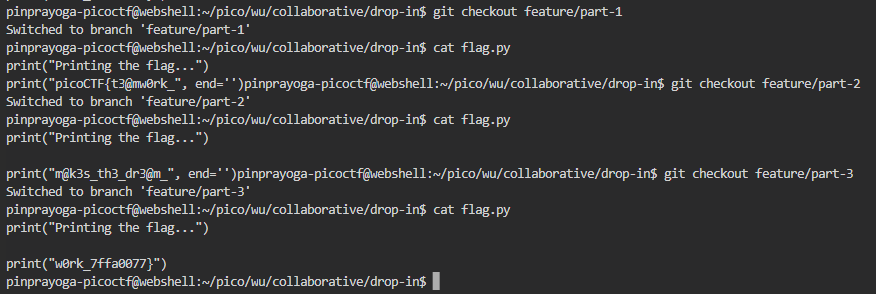 pinprayoga-picoctf@webshell:~/pico/wu/collaborative/drop-in$ git checkout feature/part-1
Switched to branch 'feature/part-1'
pinprayoga-picoctf@webshell:~/pico/wu/collaborative/drop-in$ cat flag.py
print("Printing the flag...")
print("picoCTF{t3@mw0rk_", end='')pinprayoga-picoctf@webshell:~/pico/wu/collaborative/drop-in$ git checkout feature/part-2
Switched to branch 'feature/part-2'
pinprayoga-picoctf@webshell:~/pico/wu/collaborative/drop-in$ cat flag.py
print("Printing the flag...")
print("m@k3s_th3_dr3@m_", end='')pinprayoga-picoctf@webshell:~/pico/wu/collaborative/drop-in$ git checkout feature/part-3
Switched to branch 'feature/part-3'
pinprayoga-picoctf@webshell:~/pico/wu/collaborative/drop-in$ cat flag.py
print("Printing the flag...")
print("w0rk_7ffa0077}")
pinprayoga-picoctf@webshell:~/pico/wu/collaborative/drop-in$